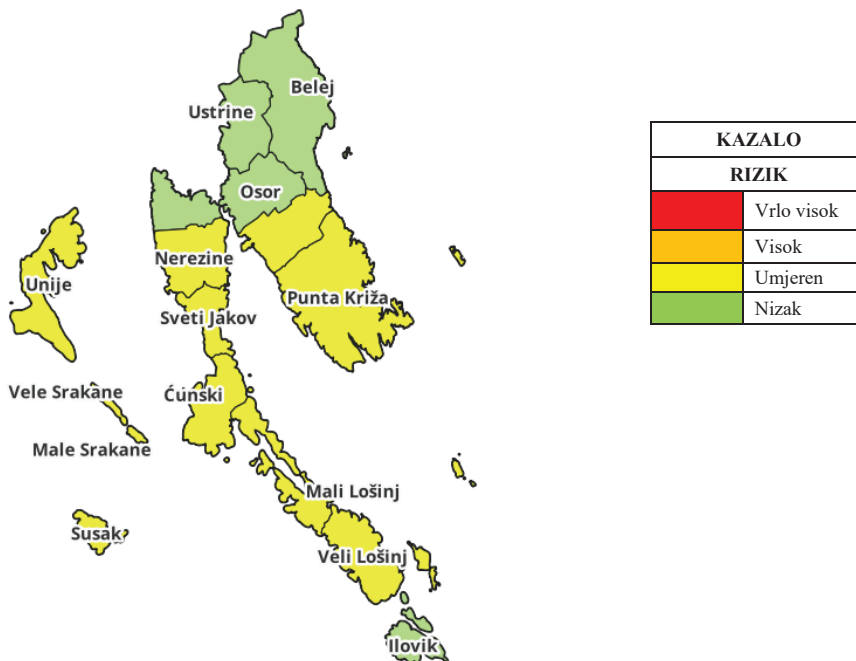 Belej
Ustrine
Osor
Nerezine
Unije
Punta Križa
Sveti Jakov
Vele Srakane
Ćunski
Male Srakane
Mali Lošinj
Susak
Veli Lošinj
Ilovik
KAZALO
RIZIK
Vrlo visok
Visok
Umjeren
Nizak